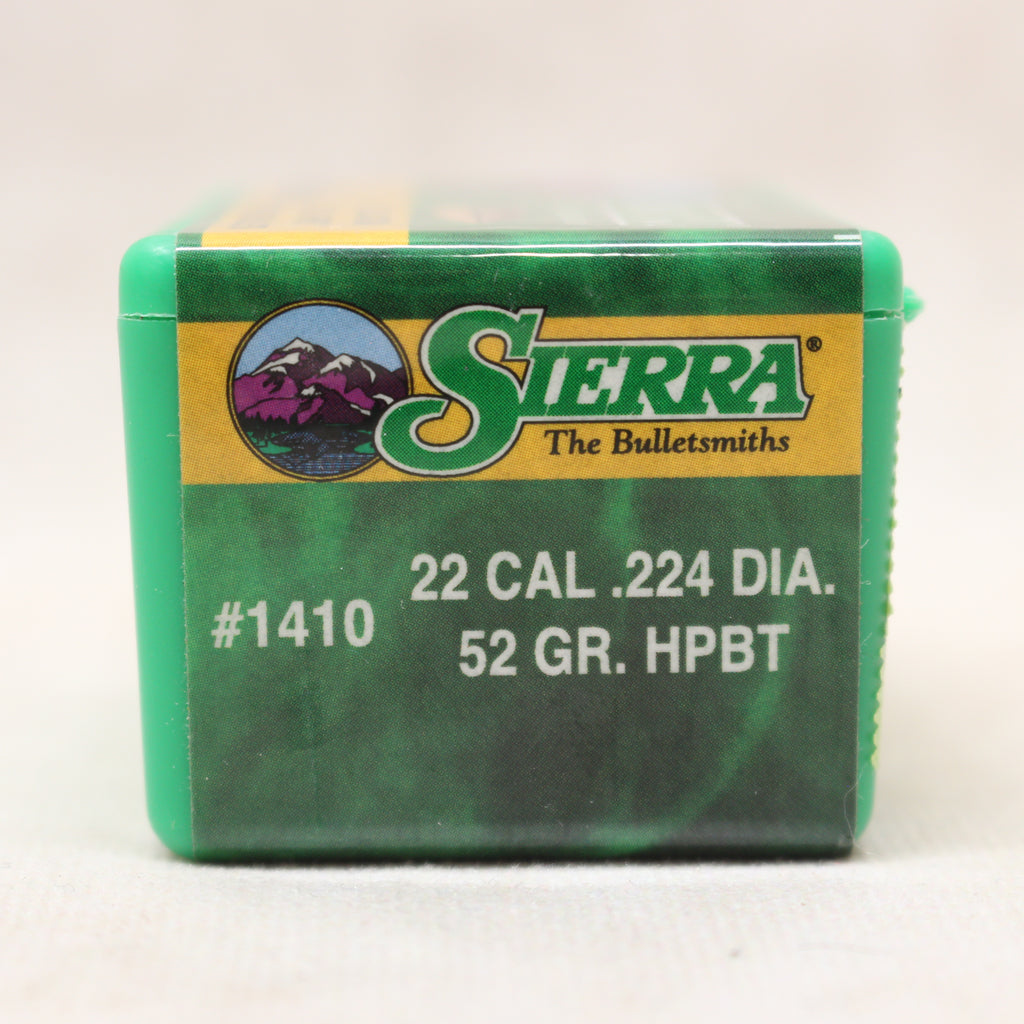 SIERRA®
The Bulletsmiths
#1410
22 CAL .224 DIA.
52 GR. HPBT